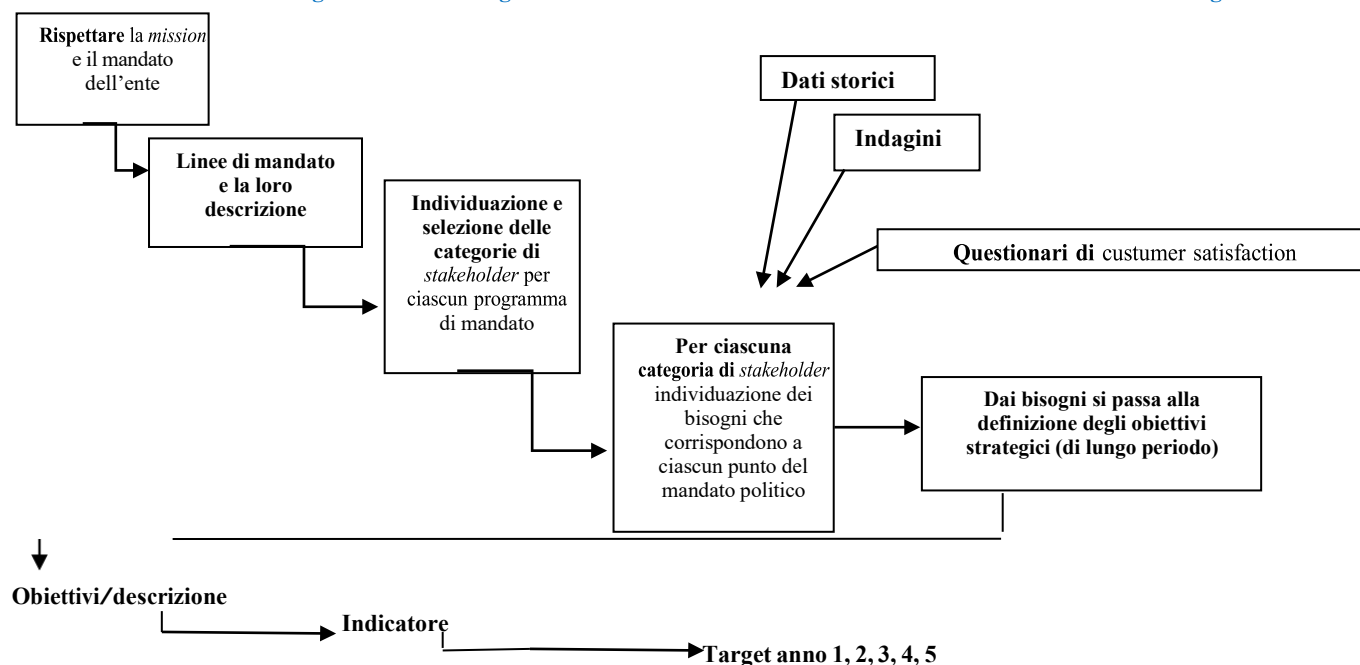 Rispettare la mission
e il mandato
dell’ente
Linee di mandato
e la loro
descrizione
Individuazione e
selezione delle
categorie di
stakeholder per
ciascun programma
di mandato
Dati storici
Indagini
Questionari di custumer satisfaction
Per ciascuna
categoria di stakeholder
individuazione dei
bisogni che
corrispondono a
ciascun punto del
mandato politico
Dai bisogni si passa alla
definizione degli obiettivi
strategici (di lungo periodo)
Obiettivi/descrizione
Indicatore
Target anno 1, 2, 3, 4, 5